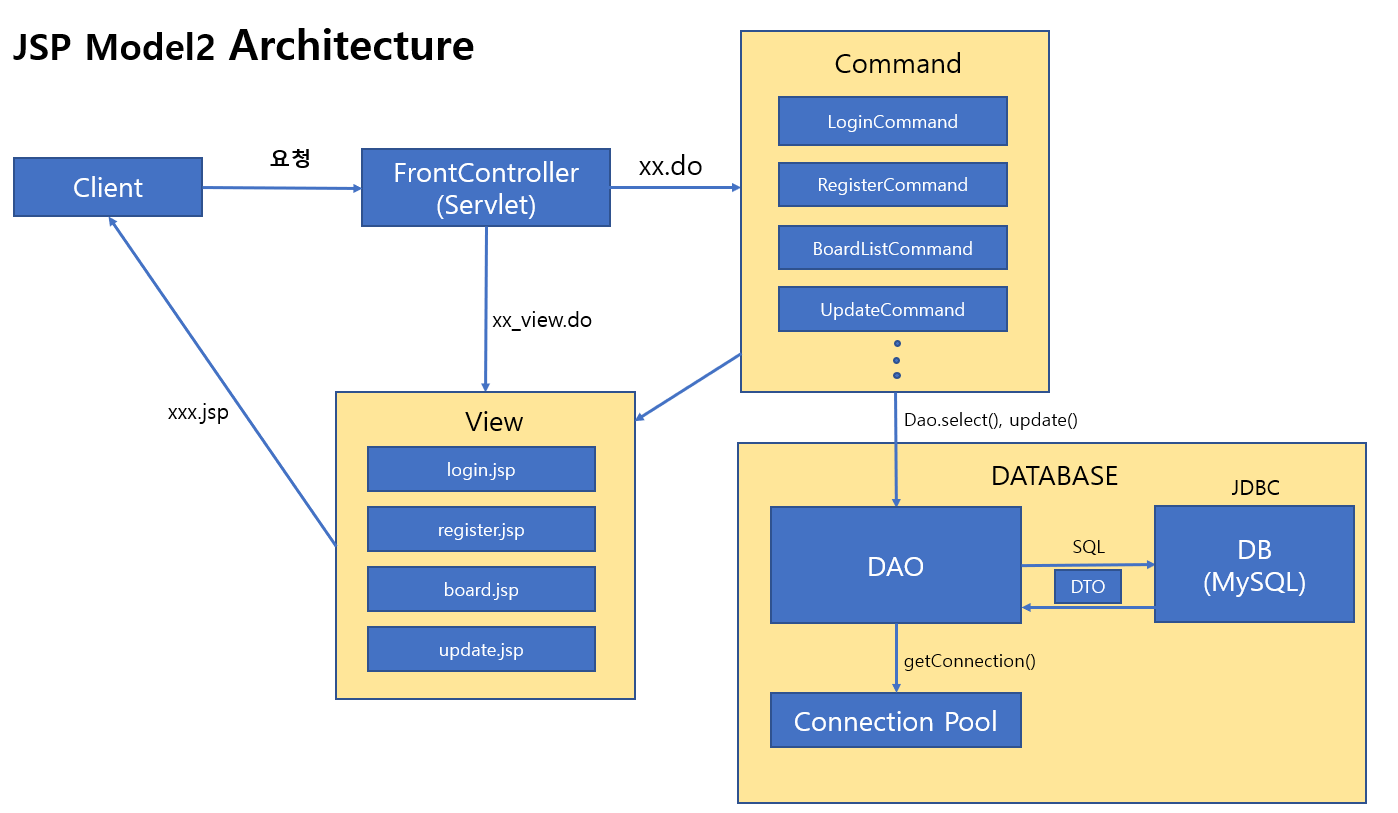 JSP Model2 Architecture
Client
요청
FrontController
(Servlet)
xx.do
Command
LoginCommand
RegisterCommand
BoardListCommand
UpdateCommand
xx_view.do
xxx.jsp
View
login.jsp
register.jsp
board.jsp
update.jsp
Dao.select(), update()
DATABASE
JDBC
DAO
SQL
DTO
DB
(MySQL)
getConnection()
Connection Pool